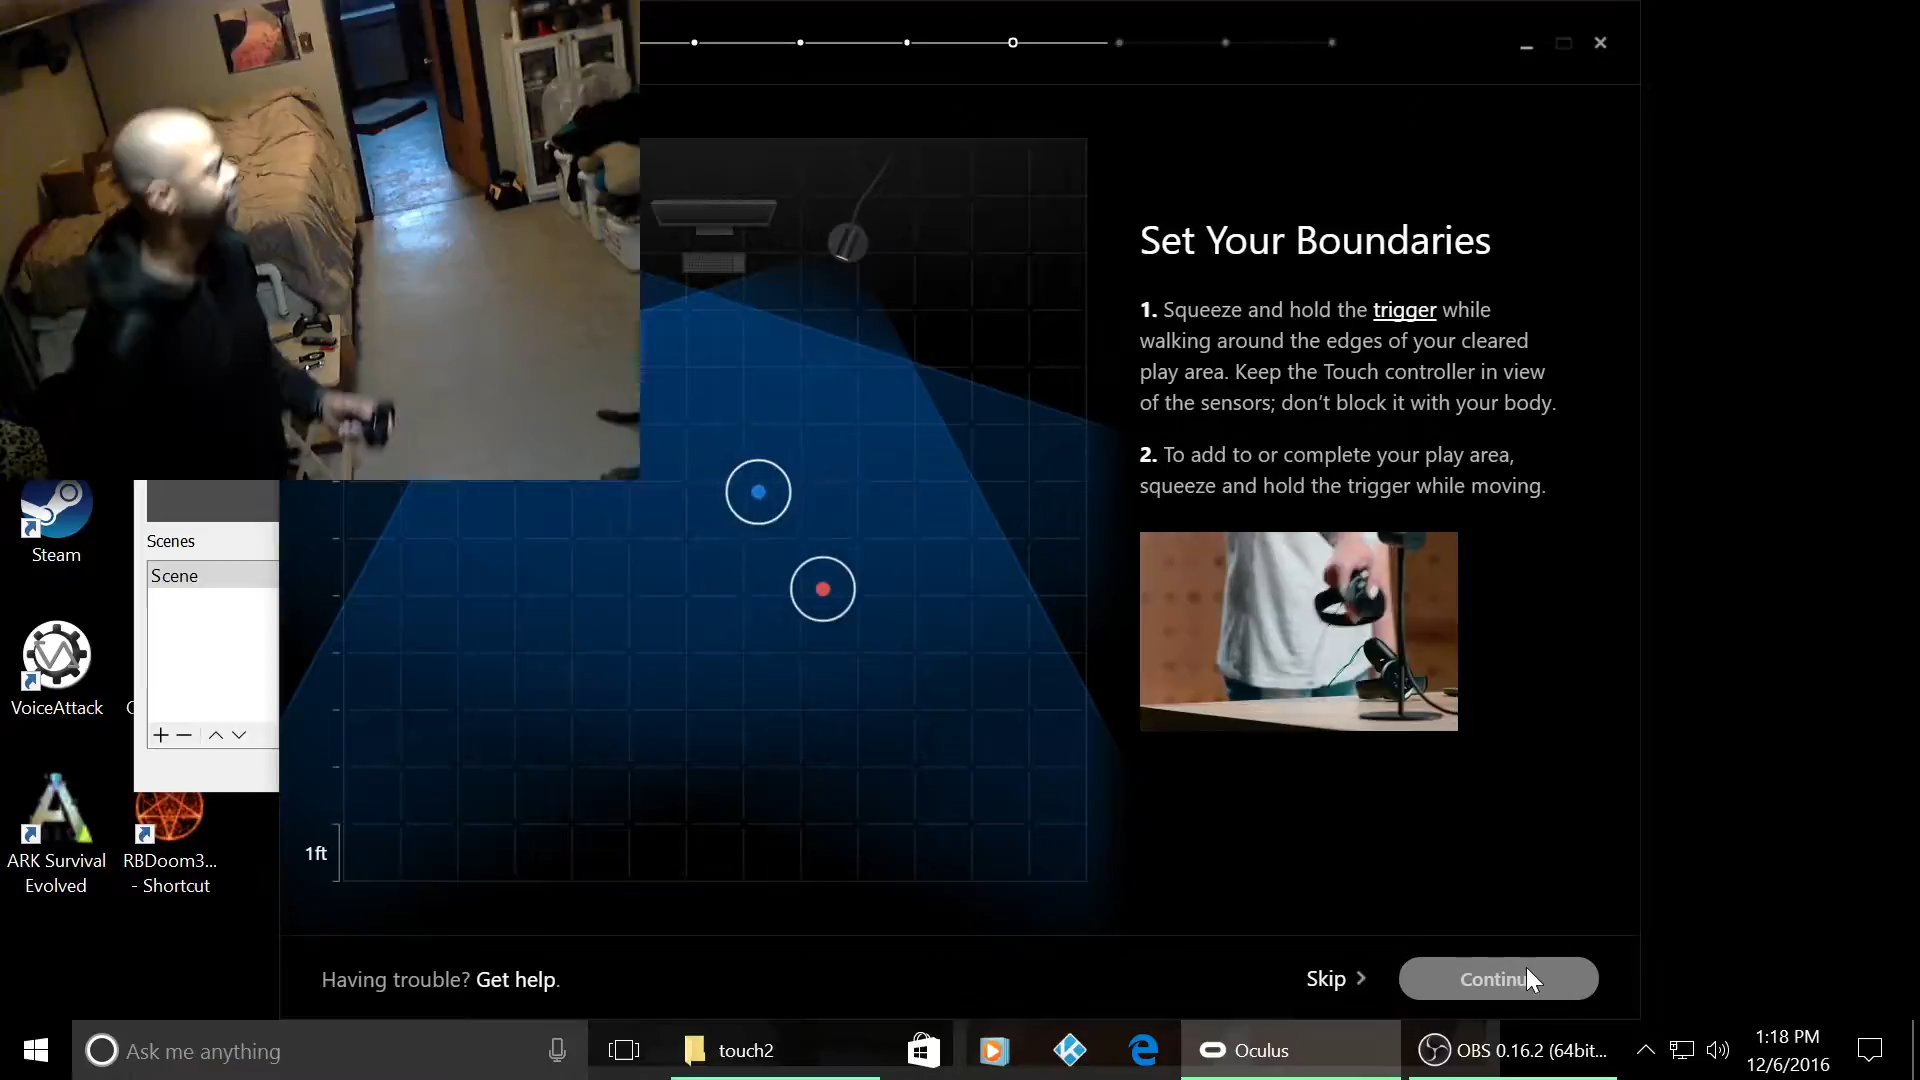 Set Your Boundaries
1. Squeeze and hold the trigger while
walking around the edges of your cleared
play area. Keep the Touch controller in view
of the sensors; don't block it with your body.
2. To add to or complete your play area,
squeeze and hold the trigger while moving.
Steam
Scenes
Scene
VoiceAttack
ARK Survival
Evolved
RBDoom3...
- Shortcut
1ft
Having trouble? Get help.
Skip
Continu
Ask me anything
touch2
Oculus
OBS 0.16.2 (64bit...
1:18 PM
12/6/2016